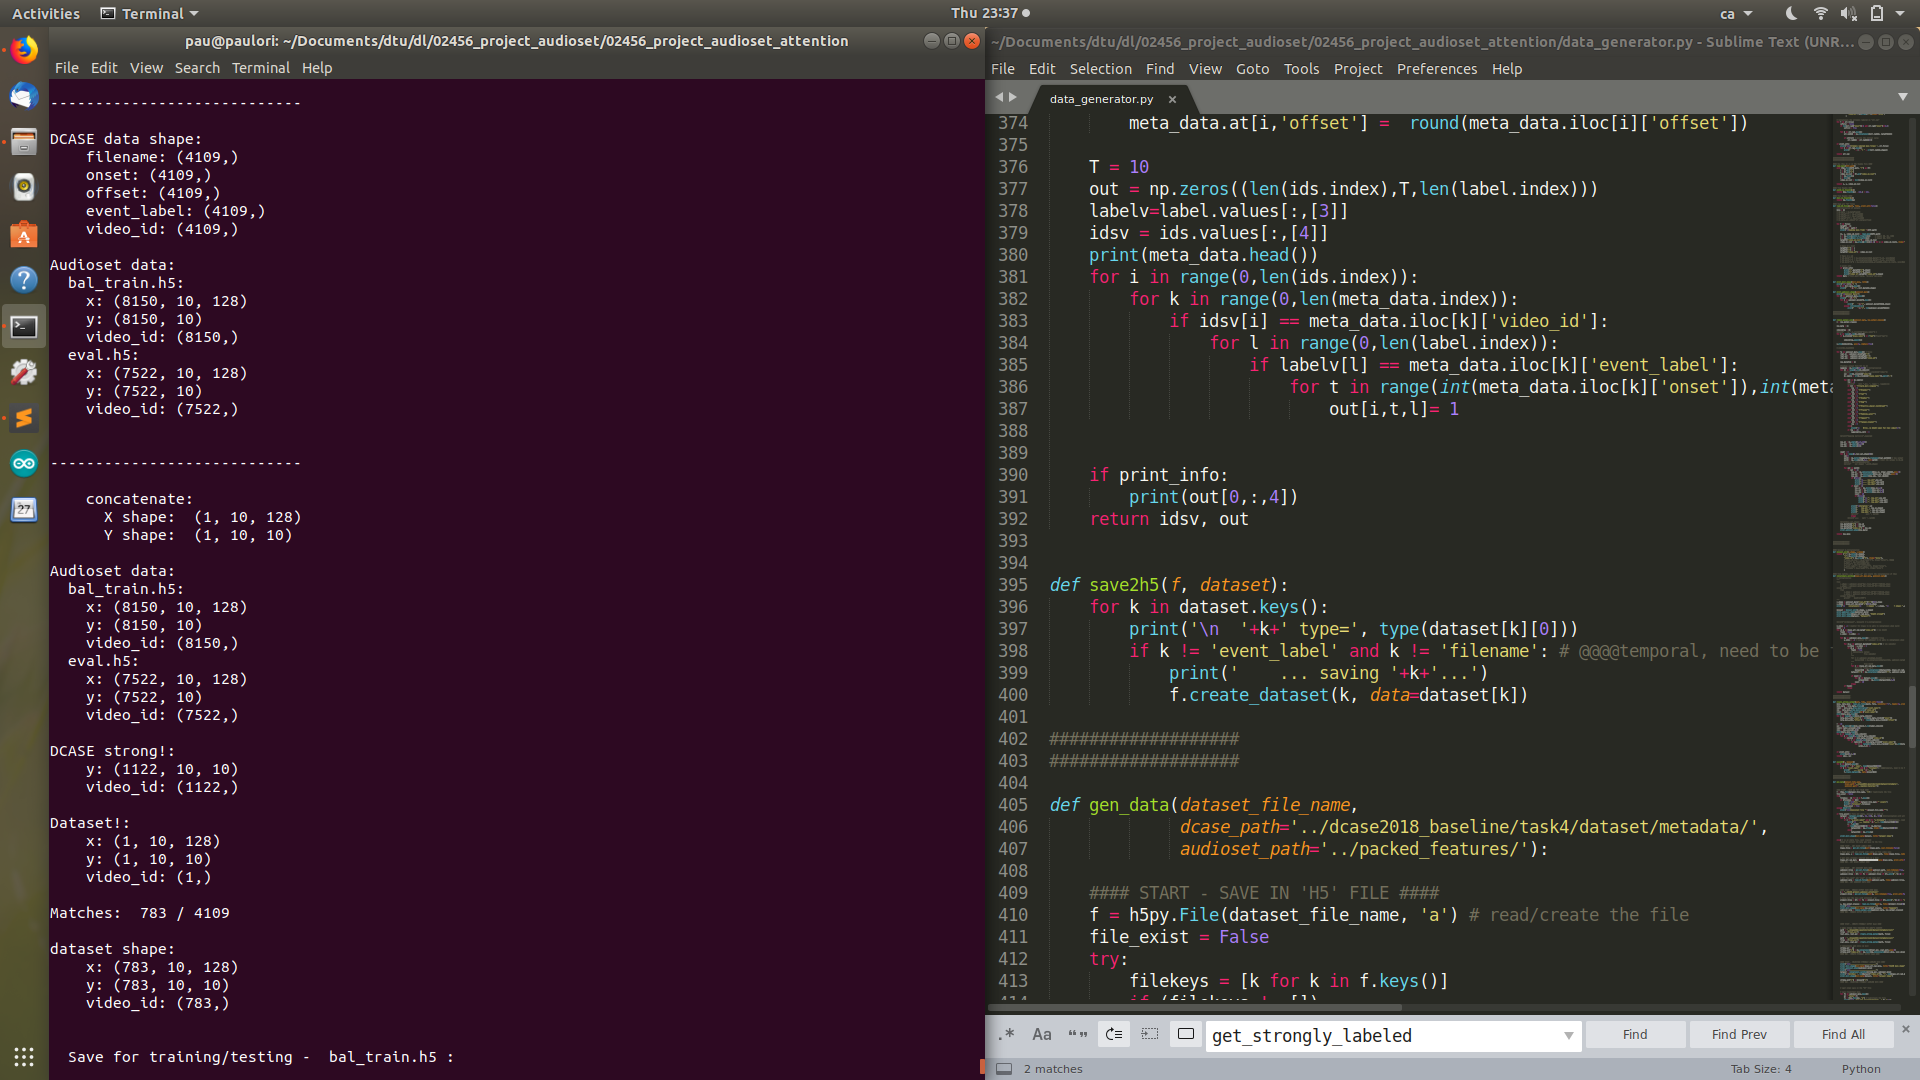 Activities
Terminal
Thu 23:37
ca
pau@paulori: ~/Documents/dtu/dl/02456_project_audioset/02456_project_audioset_attention
File Edit View Search Terminal Help
----------------------------
DCASE data shape:
filename: (4109,)
onset: (4109,)
offset: (4109,)
event_label: (4109,)
video_id: (4109,)
Audioset data:
bal_train.h5:
x: (8150, 10, 128)
y: (8150, 10)
video_id: (8150,)
eval.h5:
x: (7522, 10, 128)
y: (7522, 10)
video_id: (7522,)
----------------------------
concatenate:
X shape:  (1, 10, 128)
Y shape:  (1, 10, 10)
Audioset data:
bal_train.h5:
x: (8150, 10, 128)
y: (8150, 10)
video_id: (8150,)
eval.h5:
x: (7522, 10, 128)
y: (7522, 10)
video_id: (7522,)
DCASE strong!:
y: (1122, 10, 10)
video_id: (1122,)
Dataset!:
x: (1, 10, 128)
y: (1, 10, 10)
video_id: (1,)
Matches:  783 / 4109
dataset shape:
x: (783, 10, 128)
y: (783, 10, 10)
video_id: (783,)
Save for training/testing -  bal_train.h5 :
27
~/Documents/dtu/dl/02456_project_audioset/02456_project_audioset_attention/data_generator.py - Sublime Text (UNR...
File Edit Selection Find View Goto Tools Project Preferences Help
data_generator.py
374 meta_data.at[i,'offset'] =  round(meta_data.iloc[i]['offset'])
375
376 T = 10
377 out = np.zeros((len(ids.index),T,len(label.index)))
378 labelv=label.values[:,[3]]
379 idsv = ids.values[:,[4]]
380 print(meta_data.head())
381 for i in range(0,len(ids.index)):
382 for k in range(0,len(meta_data.index)):
383 if idsv[i] == meta_data.iloc[k]['video_id']:
384 for l in range(0,len(label.index)):
385 if labelv[l] == meta_data.iloc[k]['event_label']:
386 for t in range(int(meta_data.iloc[k]['onset']),int(meta
387 out[i,t,l]= 1
388
389
390 if print_info:
391 print(out[0,:,4])
392 return idsv, out
393
394
395 def save2h5(f, dataset):
396 for k in dataset.keys():
397 print('\n  '+k+' type=', type(dataset[k][0]))
398 if k != 'event_label' and k != 'filename': # @@@@temporal, need to be
399 print('    ... saving '+k+'...')
400 f.create_dataset(k, data=dataset[k])
401
402 ###################
403 ###################
404
405 def gen_data(dataset_file_name,
406 dcase_path='../dcase2018_baseline/task4/dataset/metadata/',
407 audioset_path='../packed_features/'):
408
409 #### START - SAVE IN 'H5' FILE ####
410 f = h5py.File(dataset_file_name, 'a') # read/create the file
411 file_exist = False
412 try:
413 filekeys = [k for k in f.keys()]
.* Aa “” get_strongly_labeled Find Find Prev Find All
2 matches
Tab Size: 4
Python